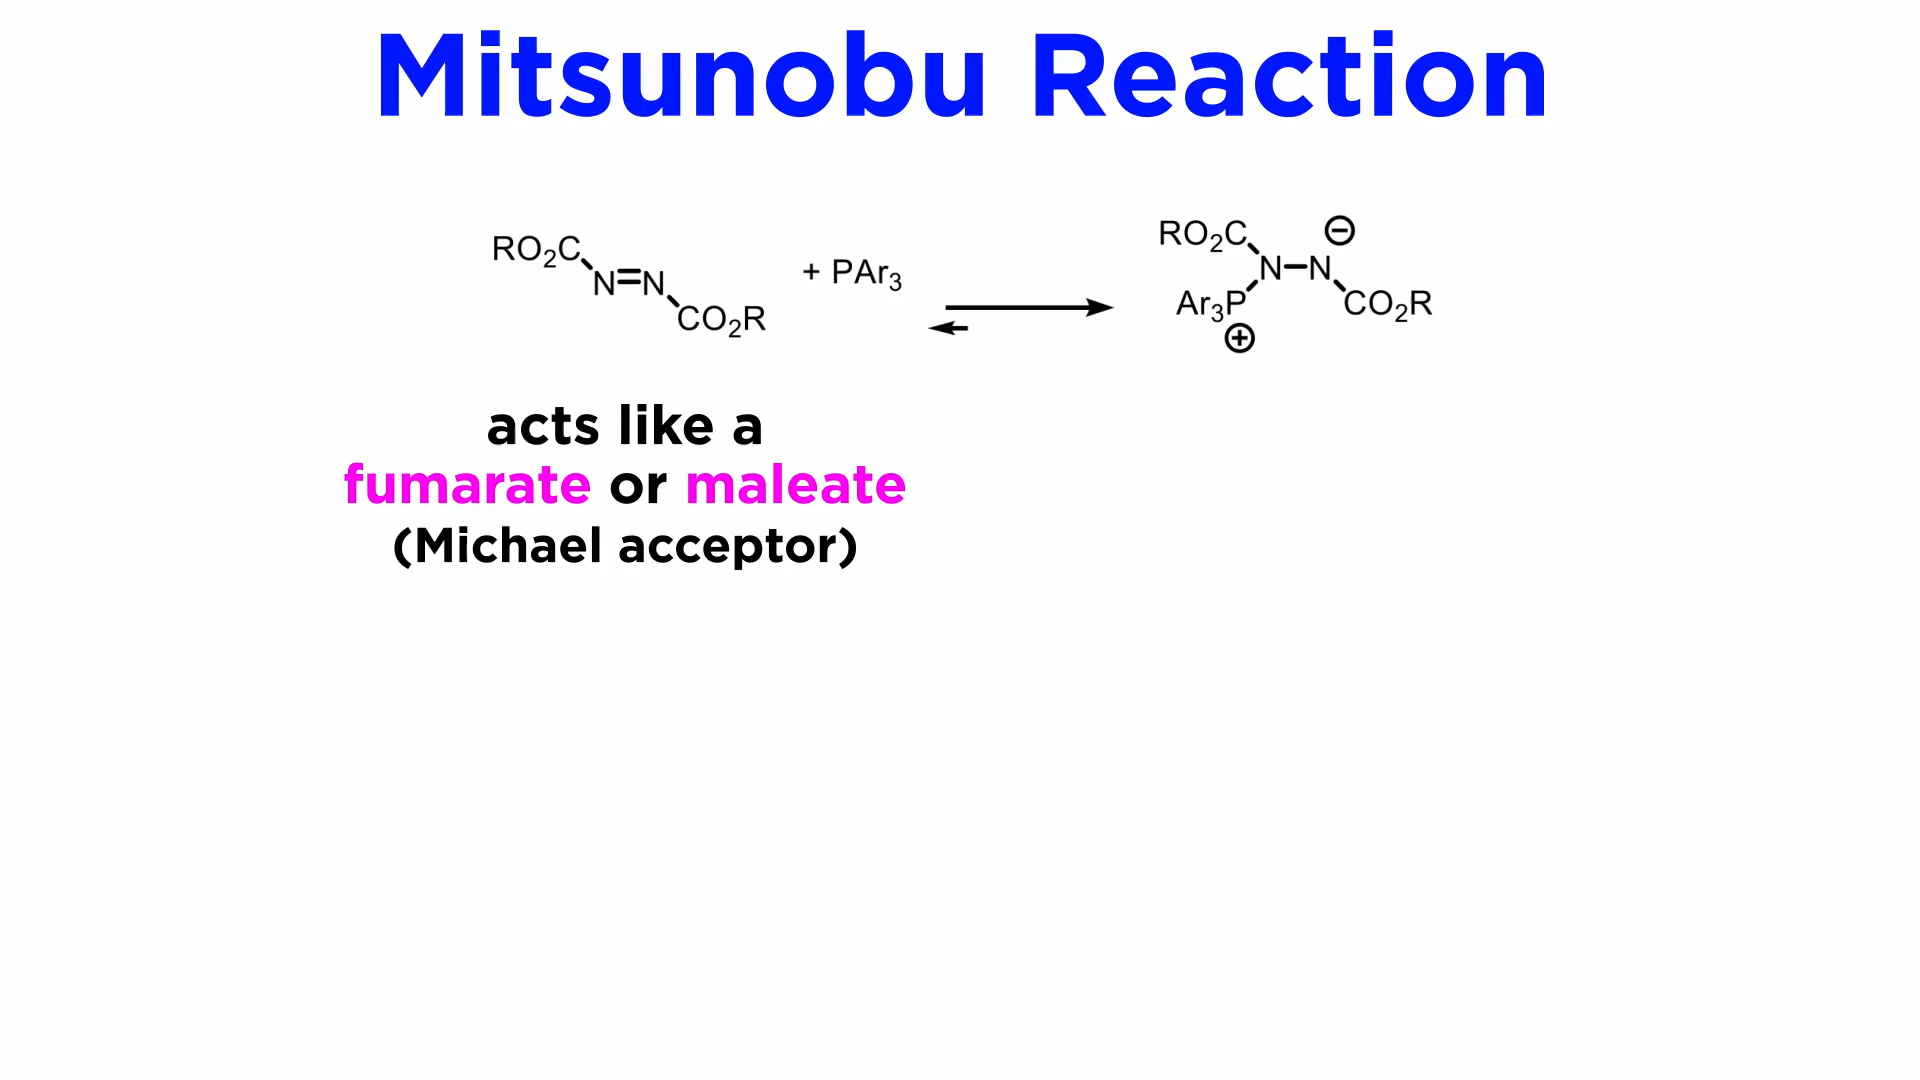 Mitsunobu Reaction
RO₂C
N=N
CO₂R
+ PAr₃
RO₂C ⊖
N–N
Ar₃P
CO₂R
⊕
acts like a
fumarate or maleate
(Michael acceptor)